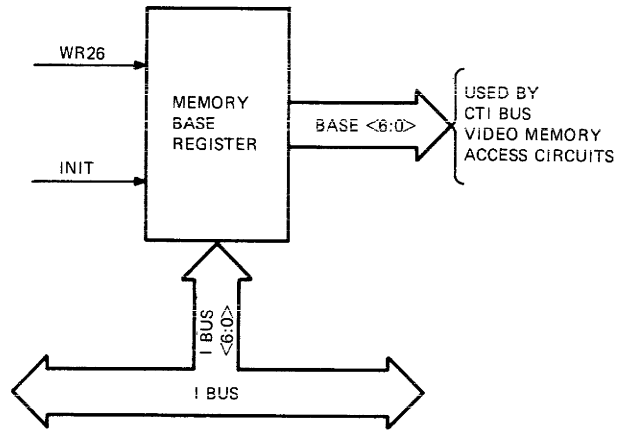 WR26
MEMORY
BASE
REGISTER
INIT
BASE <6:0>
USED BY
CTI BUS
VIDEO MEMORY
ACCESS CIRCUITS
I BUS
<6:0>
I BUS